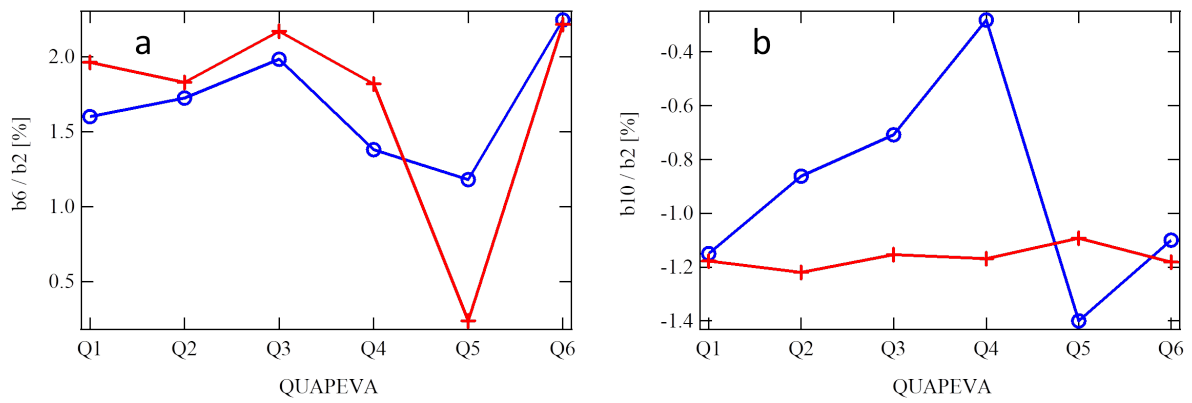 a
b6 / b2 [%]
2.0
1.5
1.0
0.5
Q1 Q2 Q3 Q4 Q5 Q6
QUAPEVA
b
b10 / b2 [%]
-0.4
-0.6
-0.8
-1.0
-1.2
-1.4
Q1 Q2 Q3 Q4 Q5 Q6
QUAPEVA